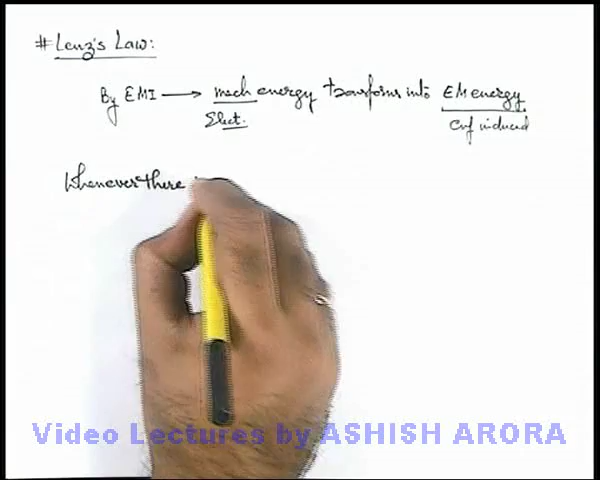 # Lenz's Law:
By EMI → mech energy transforms into EM energy
Elect. emf induced
Whenever there
Video Lectures by ASHISH ARORA